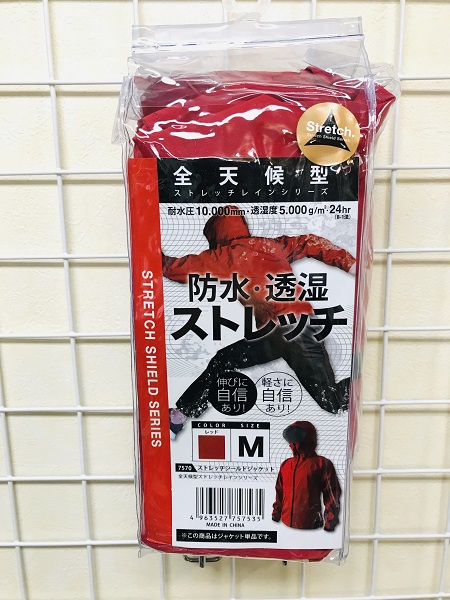 Stretch.
全天候型
ストレッチレインシリーズ
耐水圧10.000mm・透湿度5.000g/m²・24hr
(B-1法)
防水・透湿
ストレッチ
伸びに
自信
あり!
軽さに
自信
あり!
COLOR SIZE
レッド
M
7570 ストレッチシールドジャケット
全天候型ストレッチレインシリーズ
4 963527 757535
MADE IN CHINA
※この商品はジャケット単品です。
STRETCH SHIELD SERIES